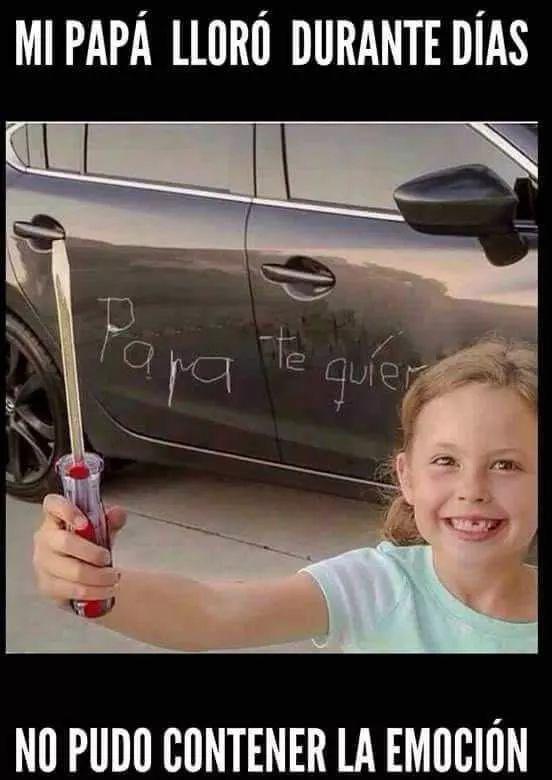 MI PAPÁ LLORÓ DURANTE DÍAS
Papa te quier
NO PUDO CONTENER LA EMOCIÓN